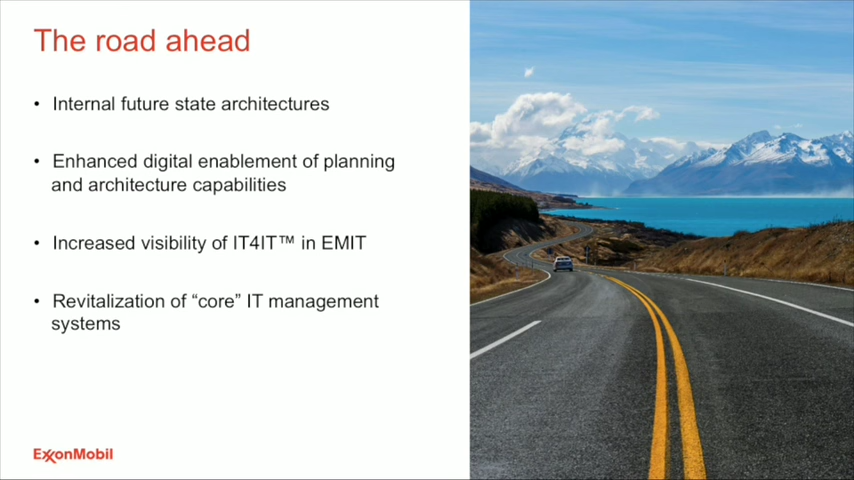 The road ahead
• Internal future state architectures
• Enhanced digital enablement of planning
and architecture capabilities
• Increased visibility of IT4IT™ in EMIT
• Revitalization of “core” IT management
systems
ExxonMobil